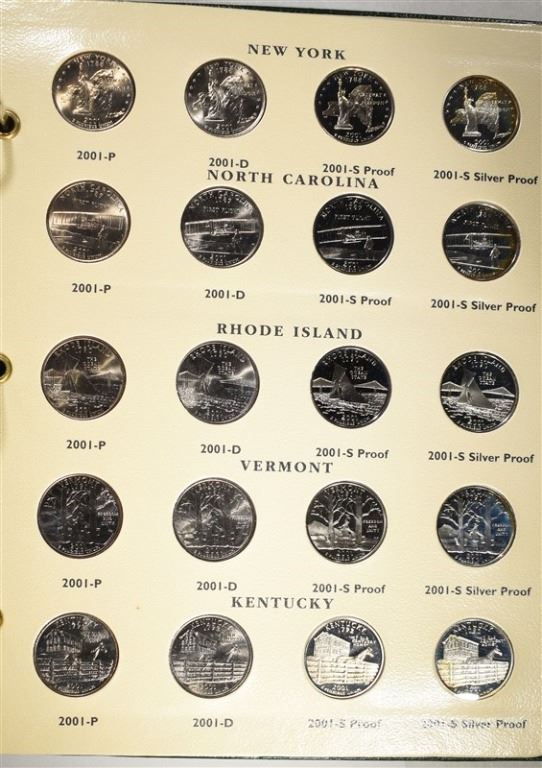 NEW YORK
2001-P 2001-D 2001-S Proof 2001-S Silver Proof
NORTH CAROLINA
2001-P 2001-D 2001-S Proof 2001-S Silver Proof
RHODE ISLAND
2001-P 2001-D 2001-S Proof 2001-S Silver Proof
VERMONT
2001-P 2001-D 2001-S Proof 2001-S Silver Proof
KENTUCKY
2001-P 2001-D 2001-S Proof 2001-S Silver Proof